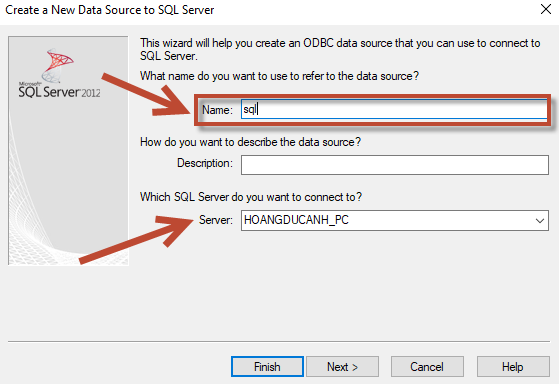 Create a New Data Source to SQL Server
Microsoft
SQL Server 2012
This wizard will help you create an ODBC data source that you can use to connect to
SQL Server.
What name do you want to use to refer to the data source?
Name: sql
How do you want to describe the data source?
Description:
Which SQL Server do you want to connect to?
Server: HOANGDUCANH_PC
Finish Next > Cancel Help